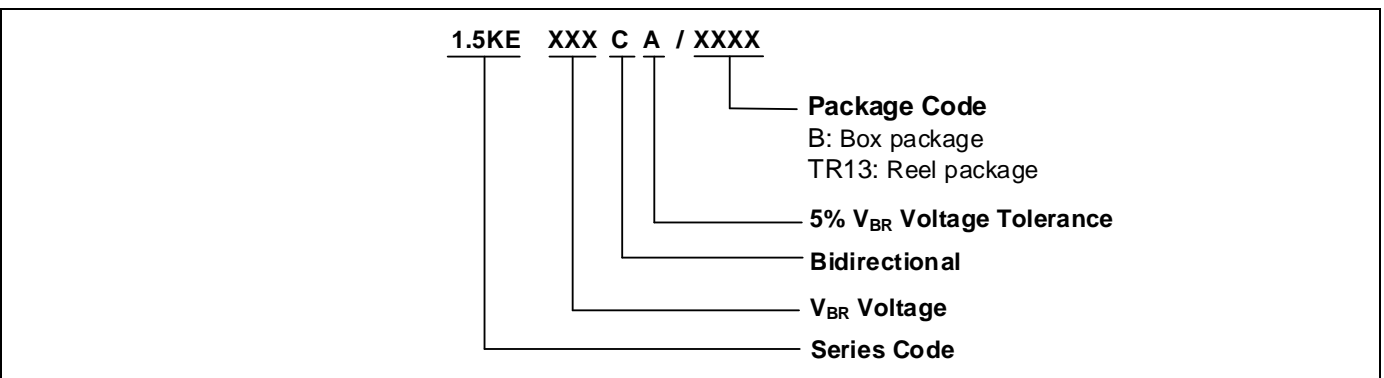 1.5KE XXX C A / XXXX
Package Code
B: Box package
TR13: Reel package
5% VBR Voltage Tolerance
Bidirectional
VBR Voltage
Series Code